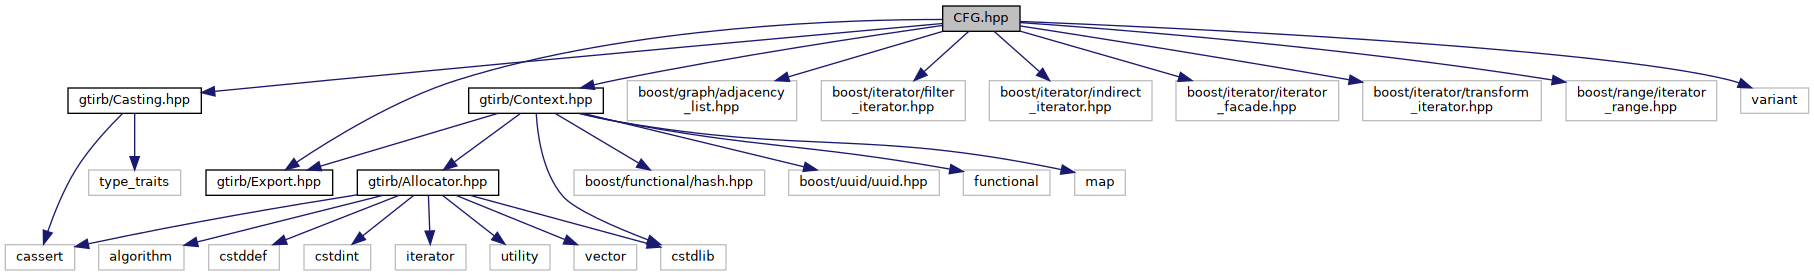 CFG.hpp
gtirb/Casting.hpp
gtirb/Context.hpp
boost/graph/adjacency
_list.hpp
boost/iterator/filter
_iterator.hpp
boost/iterator/indirect
_iterator.hpp
boost/iterator/iterator
_facade.hpp
boost/iterator/transform
_iterator.hpp
boost/range/iterator
_range.hpp
variant
type_traits
gtirb/Export.hpp
gtirb/Allocator.hpp
boost/functional/hash.hpp
boost/uuid/uuid.hpp
functional
map
cassert
algorithm
cstddef
cstdint
iterator
utility
vector
cstdlib